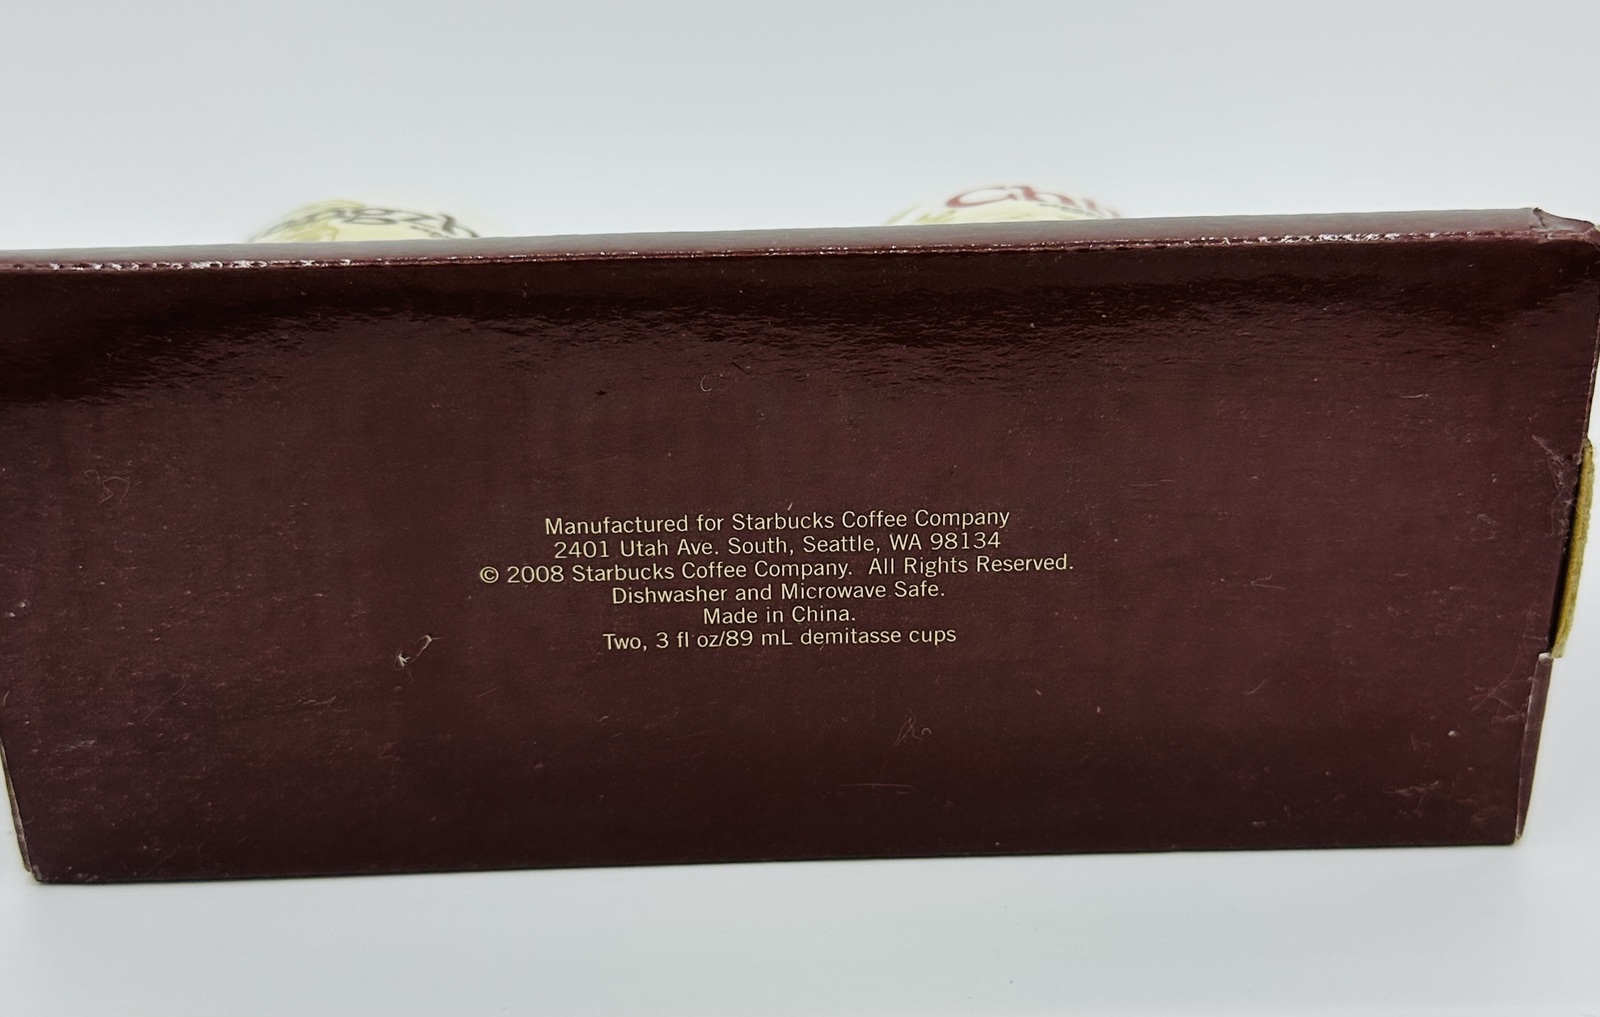 Manufactured for Starbucks Coffee Company
2401 Utah Ave. South, Seattle, WA 98134
© 2008 Starbucks Coffee Company. All Rights Reserved.
Dishwasher and Microwave Safe.
Made in China.
Two, 3 fl oz/89 mL demitasse cups